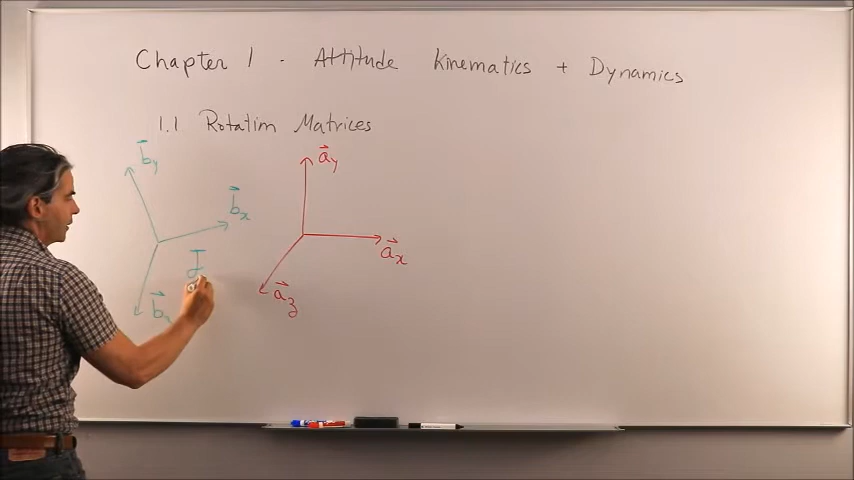 Chapter 1 . Attitude Kinematics + Dynamics
1.1 Rotation Matrices
b⃗y a⃗y
b⃗x
a⃗x
a⃗z